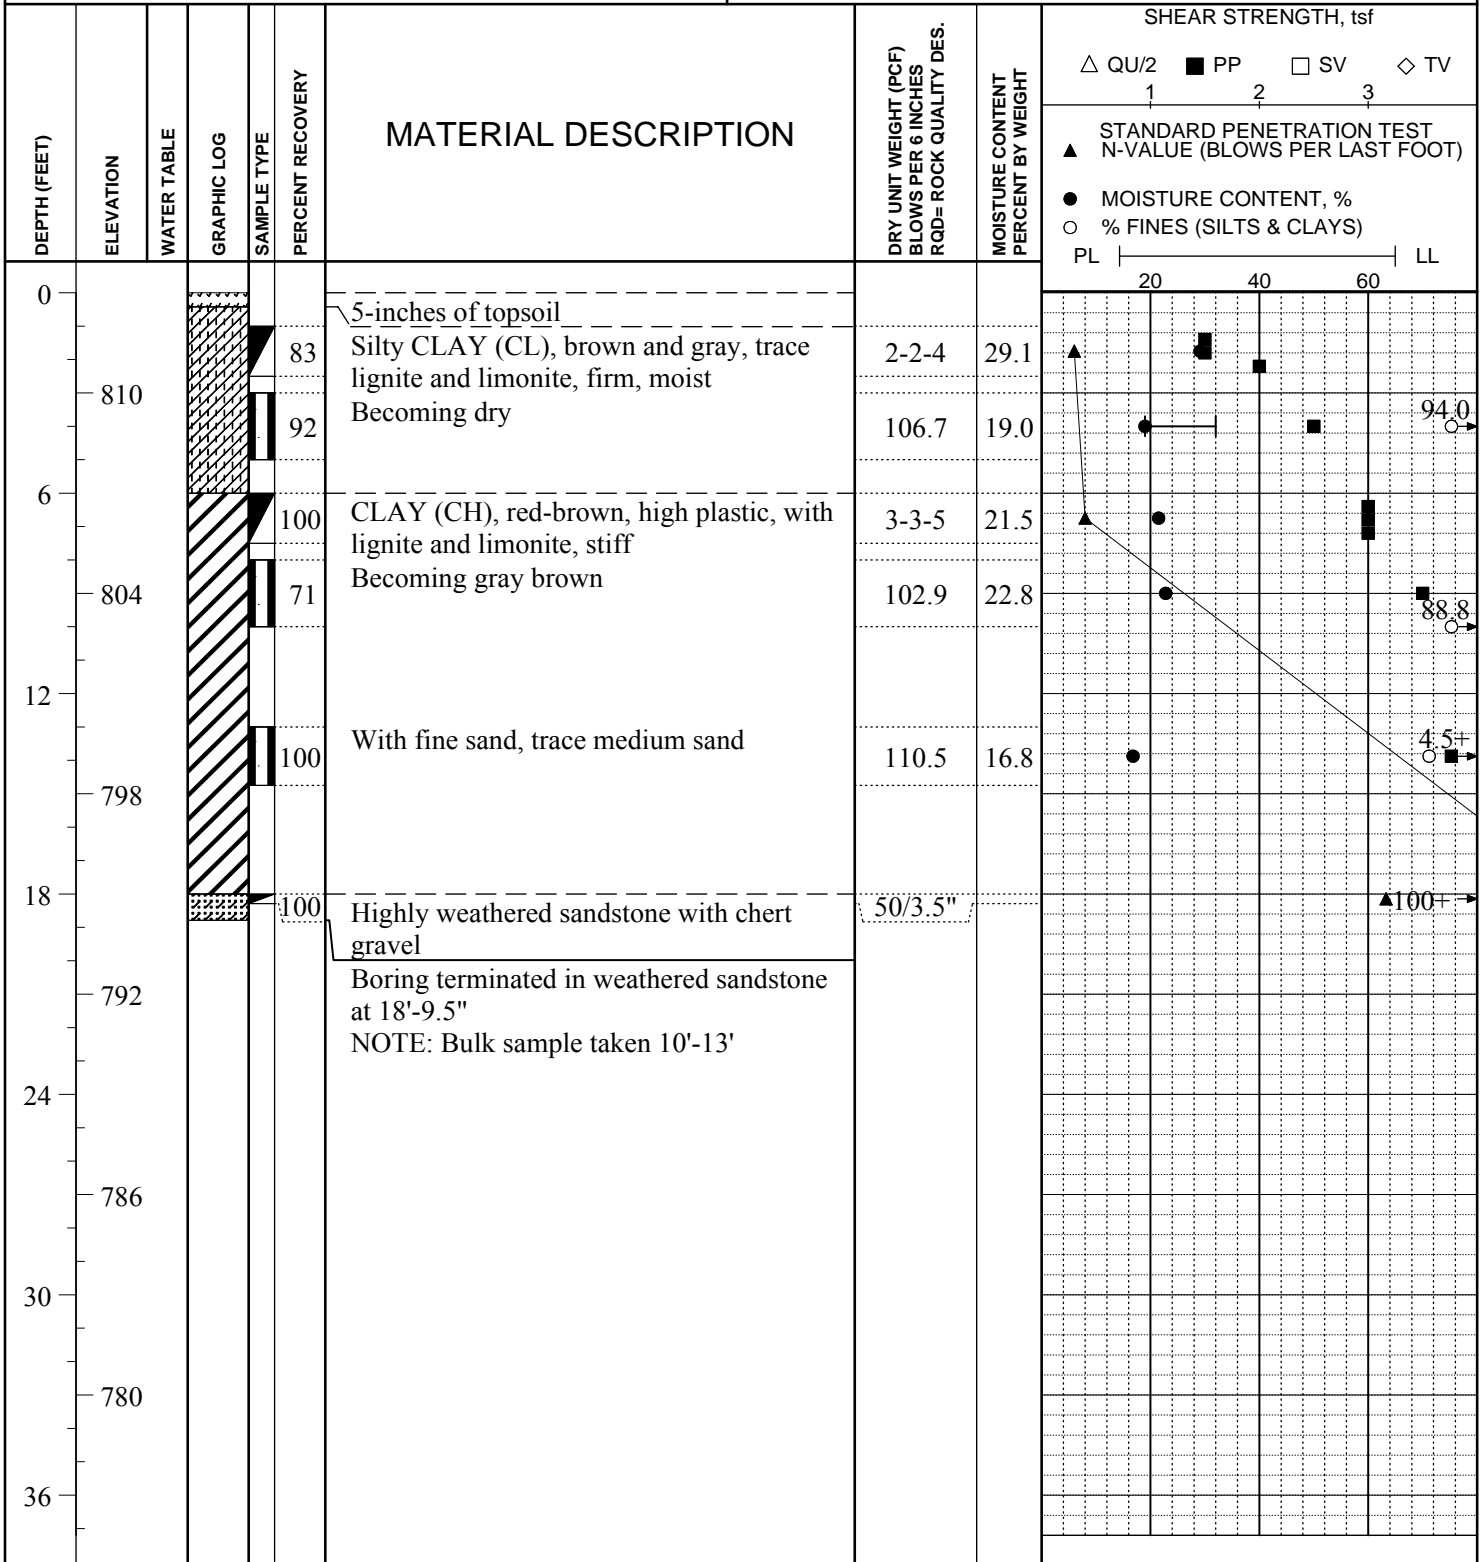 DEPTH (FEET)
ELEVATION
WATER TABLE
GRAPHIC LOG
SAMPLE TYPE
PERCENT RECOVERY
MATERIAL DESCRIPTION
DRY UNIT WEIGHT (PCF)
BLOWS PER 6 INCHES
RQD= ROCK QUALITY DES.
MOISTURE CONTENT
PERCENT BY WEIGHT
SHEAR STRENGTH, tsf
QU/2 PP SV TV
1 2 3
STANDARD PENETRATION TEST
N-VALUE (BLOWS PER LAST FOOT)
MOISTURE CONTENT, %
% FINES (SILTS & CLAYS)
PL LL
20 40 60
0
5-inches of topsoil
83 Silty CLAY (CL), brown and gray, trace 2-2-4 29.1
lignite and limonite, firm, moist
810
Becoming dry
92 106.7 19.0
94.0
6
100 CLAY (CH), red-brown, high plastic, with 3-3-5 21.5
lignite and limonite, stiff
Becoming gray brown
804 71 102.9 22.8
88.8
12
With fine sand, trace medium sand
100 110.5 16.8
4.5+
798
18
100 Highly weathered sandstone with chert 50/3.5" 100+
gravel
Boring terminated in weathered sandstone
792
at 18'-9.5"
NOTE: Bulk sample taken 10'-13'
24
786
30
780
36